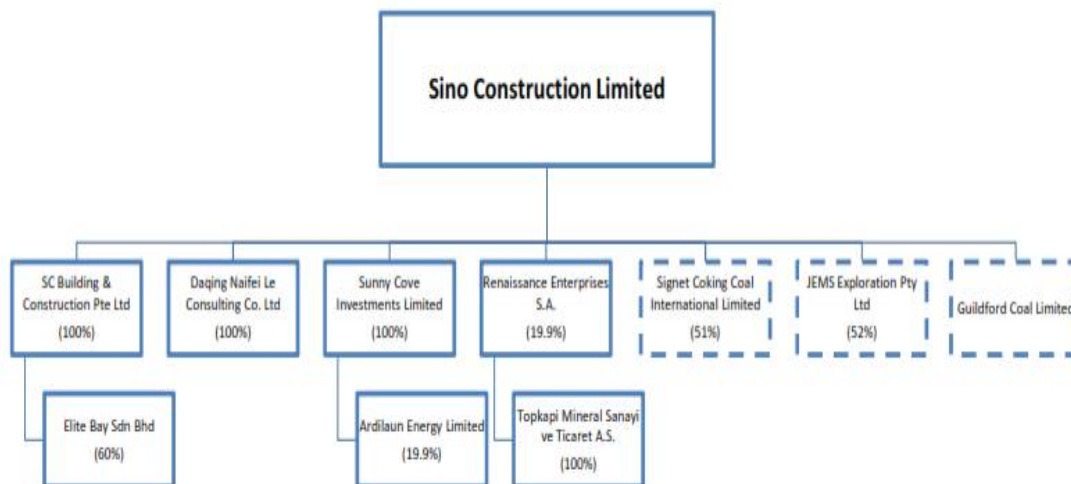 Sino Construction Limited
SC Building &
Construction Pte Ltd
(100%)
Daqing Naifei Le
Consulting Co. Ltd
(100%)
Sunny Cove
Investments Limited
(100%)
Renaissance Enterprises
S.A.
(19.9%)
Signet Coking Coal
International Limited
(51%)
JEMS Exploration Pty
Ltd
(52%)
Guildford Coal Limited
Elite Bay Sdn Bhd
(60%)
Ardilaun Energy Limited
(19.9%)
Topkapi Mineral Sanayi
ve Ticaret A.S.
(100%)